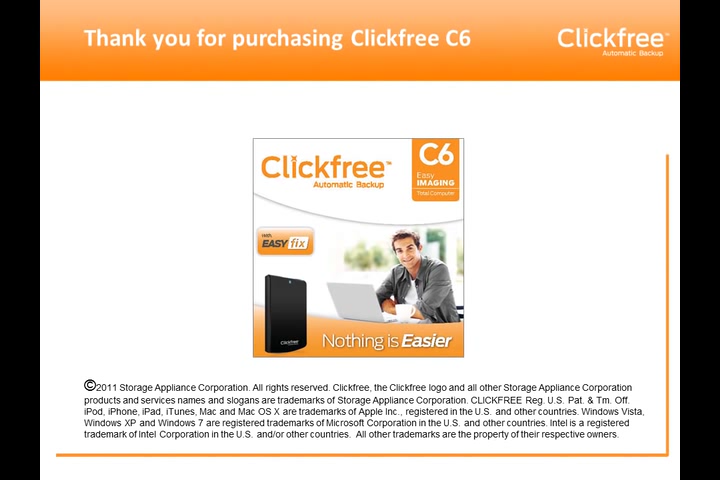 Thank you for purchasing Clickfree C6
Clickfree™
Automatic Backup
Clickfree™
Automatic Backup
C6
Easy
IMAGING
Total Computer
with
EASY fix
Clickfree
Nothing is Easier
©2011 Storage Appliance Corporation. All rights reserved. Clickfree, the Clickfree logo and all other Storage Appliance Corporation
products and services names and slogans are trademarks of Storage Appliance Corporation. CLICKFREE Reg. U.S. Pat. & Tm. Off.
iPod, iPhone, iPad, iTunes, Mac and Mac OS X are trademarks of Apple Inc., registered in the U.S. and other countries. Windows Vista,
Windows XP and Windows 7 are registered trademarks of Microsoft Corporation in the U.S. and other countries. Intel is a registered
trademark of Intel Corporation in the U.S. and/or other countries. All other trademarks are the property of their respective owners.